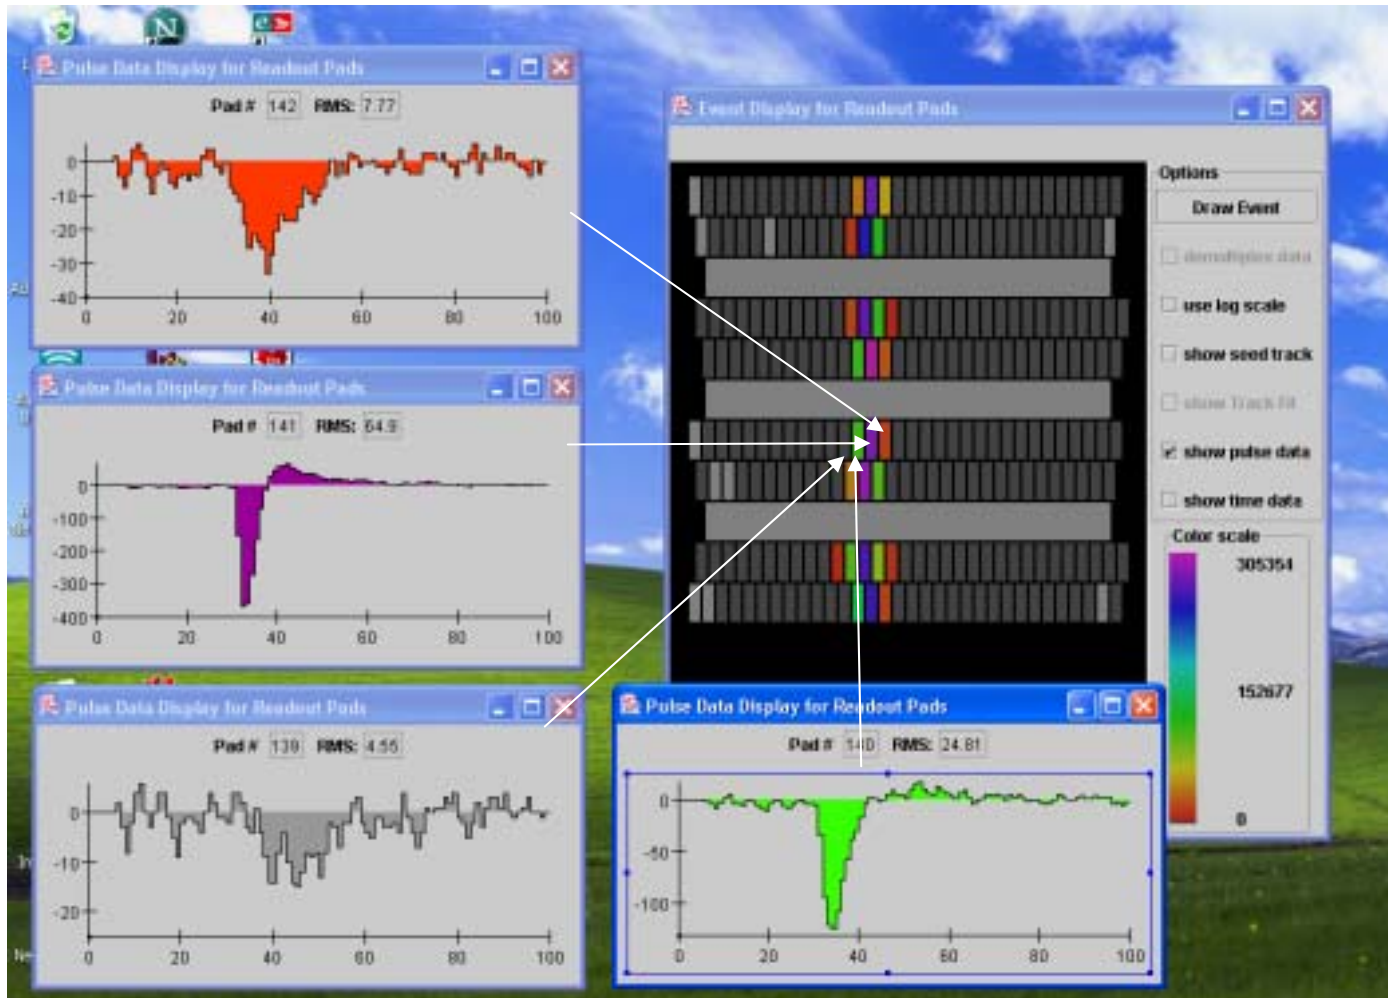 Pulse Data Display for Readout Pads
Pad # 142 RMS: 7.77
0
-10
-20
-30
-40
0 20 40 60 80 100
Pulse Data Display for Readout Pads
Pad # 141 RMS: 64.9
0
-100
-200
-300
-400
0 20 40 60 80 100
Pulse Data Display for Readout Pads
Pad # 139 RMS: 4.55
0
-10
-20
0 20 40 60 80 100
Pulse Data Display for Readout Pads
Pad # 140 RMS: 24.81
0
-50
-100
0 20 40 60 80 100
Event Display for Readout Pads
Options
Draw Event
demultiplex data
use log scale
show seed track
show Track fit
show pulse data
show time data
Color scale
305354
152677
0